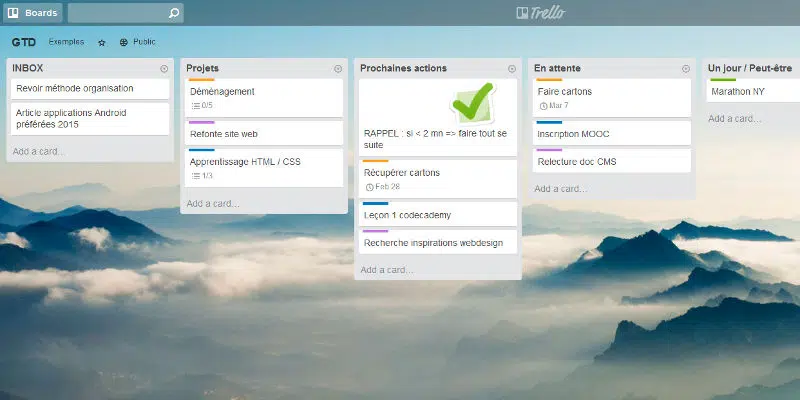 Boards
Trello
GTD Exemples Public
INBOX
Revoir méthode organisation
Article applications Android
préférées 2015
Add a card...
Projets
Déménagement
0/5
Refonte site web
Apprentissage HTML / CSS
1/3
Add a card...
Prochaines actions
RAPPEL : si < 2 mn => faire tout se
suite
Récupérer cartons
Feb 28
Leçon 1 codecademy
Recherche inspirations webdesign
Add a card...
En attente
Faire cartons
Mar 7
Inscription MOOC
Relecture doc CMS
Add a card...
Un jour / Peut-être
Marathon NY
Add a card...